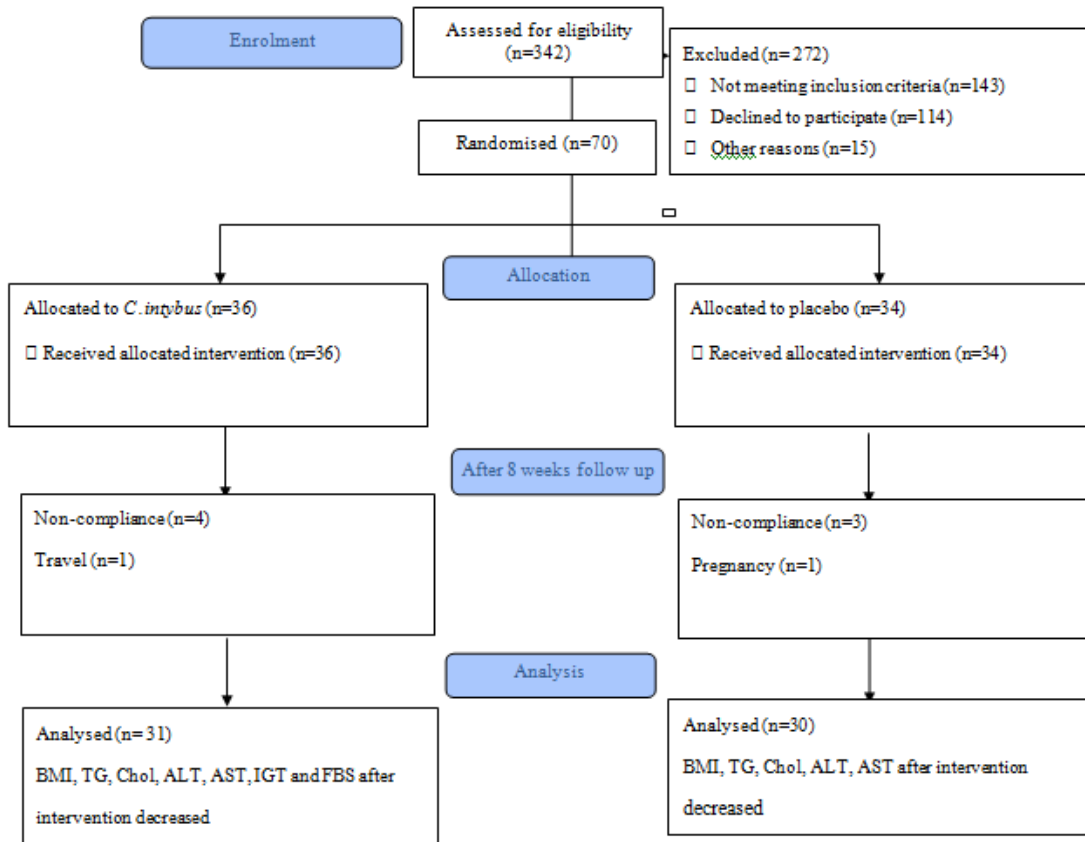 Enrolment
Assessed for eligibility
(n=342)
Excluded (n= 272)
Not meeting inclusion criteria (n=143)
Declined to participate (n=114)
Other reasons (n=15)
Randomised (n=70)
Allocation
Allocated to C. intybus (n=36)
Received allocated intervention (n=36)
Allocated to placebo (n=34)
Received allocated intervention (n=34)
After 8 weeks follow up
Non-compliance (n=4)
Travel (n=1)
Non-compliance (n=3)
Pregnancy (n=1)
Analysis
Analysed (n= 31)
BMI, TG, Chol, ALT, AST, IGT and FBS after
intervention decreased
Analysed (n=30)
BMI, TG, Chol, ALT, AST after intervention
decreased